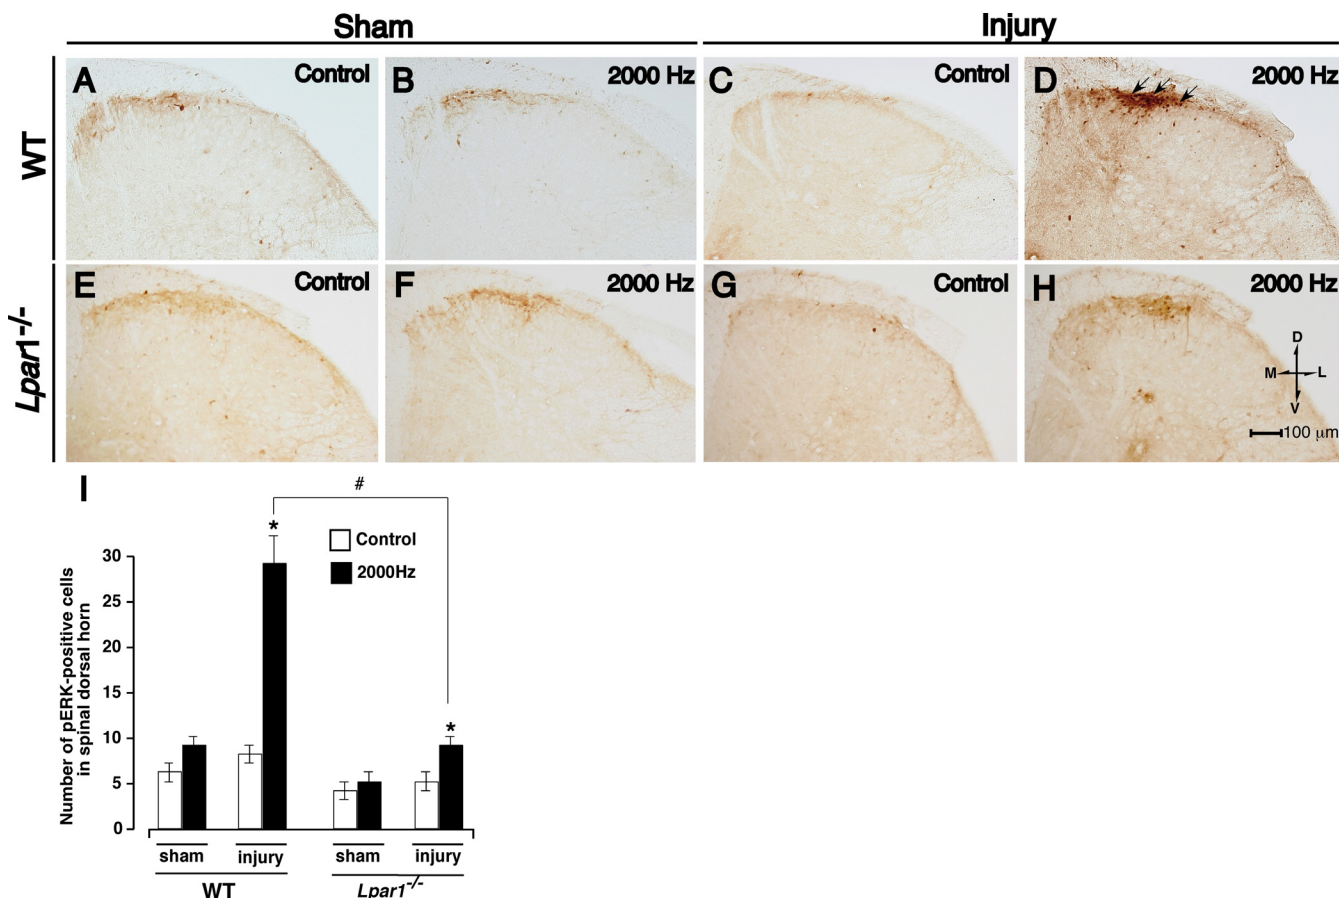 Sham
Injury
WT
A
Control
B
2000 Hz
C
Control
D
2000 Hz
Lpar1-/-
E
Control
F
2000 Hz
G
Control
H
2000 Hz
D
M
L
V
100 µm
I
#
*
Control
2000Hz
*
Number of pERK-positive cells
in spinal dorsal horn
30
25
20
15
10
5
0
sham
injury
sham
injury
WT
Lpar1-/-